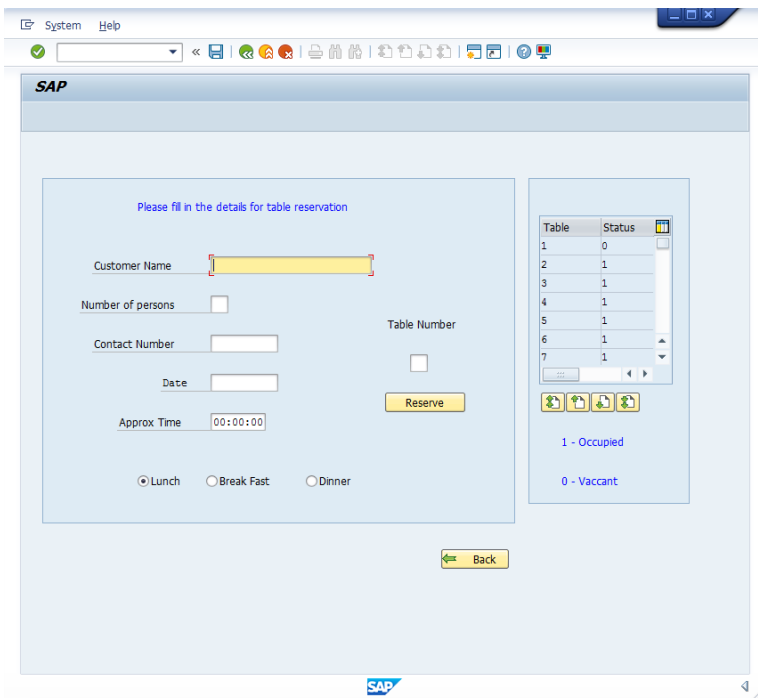 System Help
SAP
Please fill in the details for table reservation
Customer Name
Number of persons
Contact Number
Date
Approx Time 00:00:00
Lunch Break Fast Dinner
Table Number
Reserve
Table Status
1 0
2 1
3 1
4 1
5 1
6 1
7 1
1 - Occupied
0 - Vaccant
Back
SAP